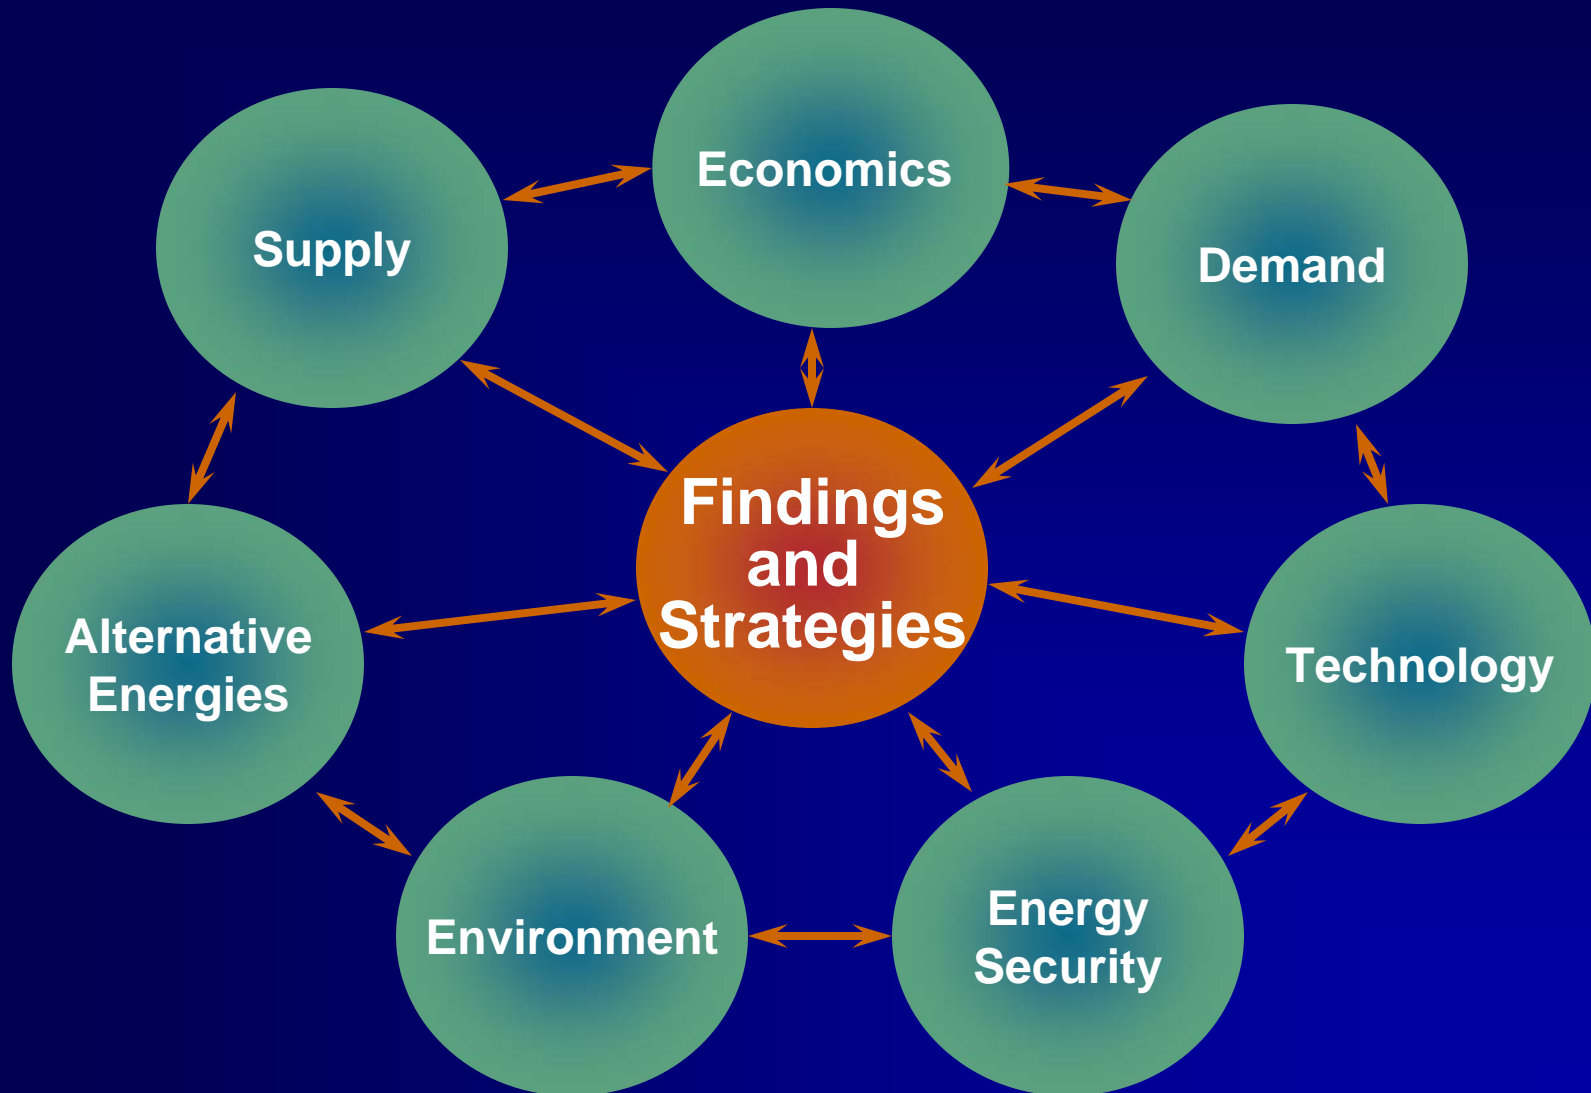 Economics
Supply
Demand
Findings
and
Strategies
Alternative
Energies
Technology
Environment
Energy
Security